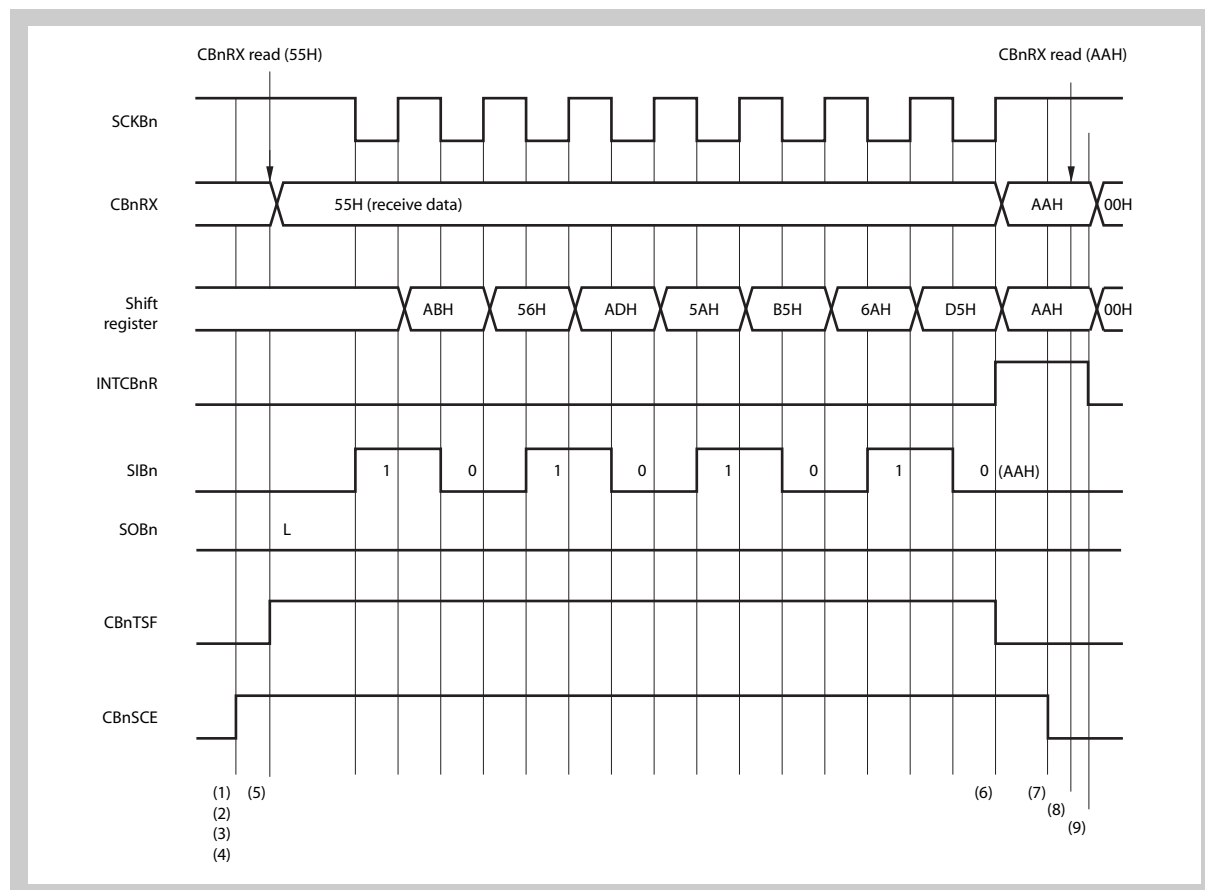 CBnRX read (55H)
CBnRX read (AAH)
SCKBn
CBnRX
55H (receive data)
AAH
00H
Shift
register
ABH
56H
ADH
5AH
B5H
6AH
D5H
AAH
00H
INTCBnR
SIBn
1
0
1
0
1
0
1
0 (AAH)
SOBn
L
CBnTSF
CBnSCE
(1)
(2)
(3)
(4)
(5)
(6)
(7)
(8)
(9)